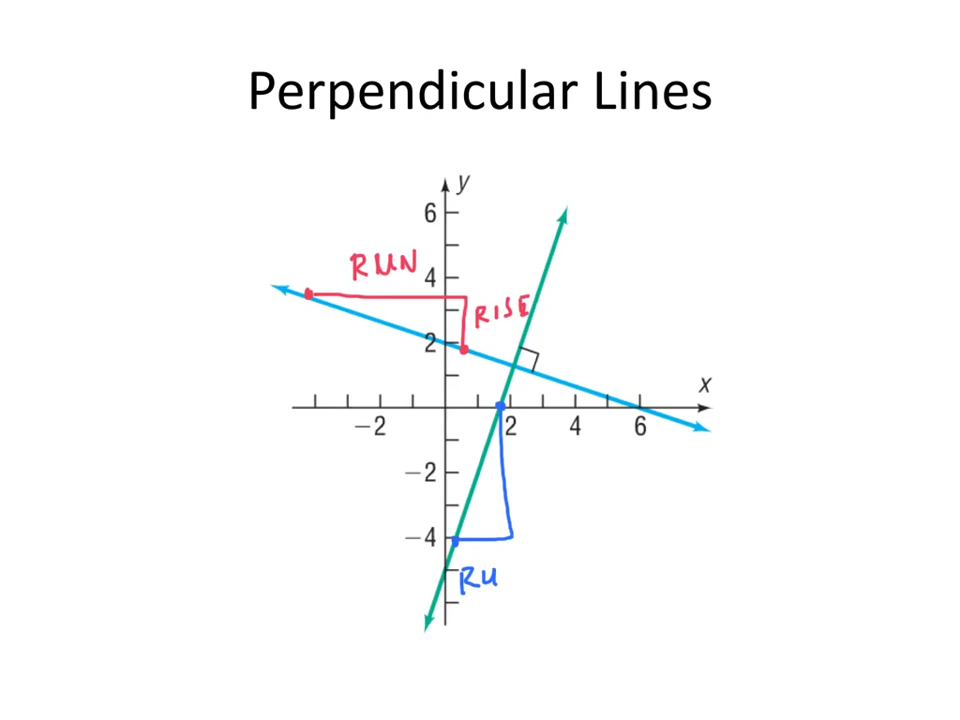 Perpendicular Lines
y
6
RUN 4
RISE
2
x
−2 2 4 6
−2
−4
RU